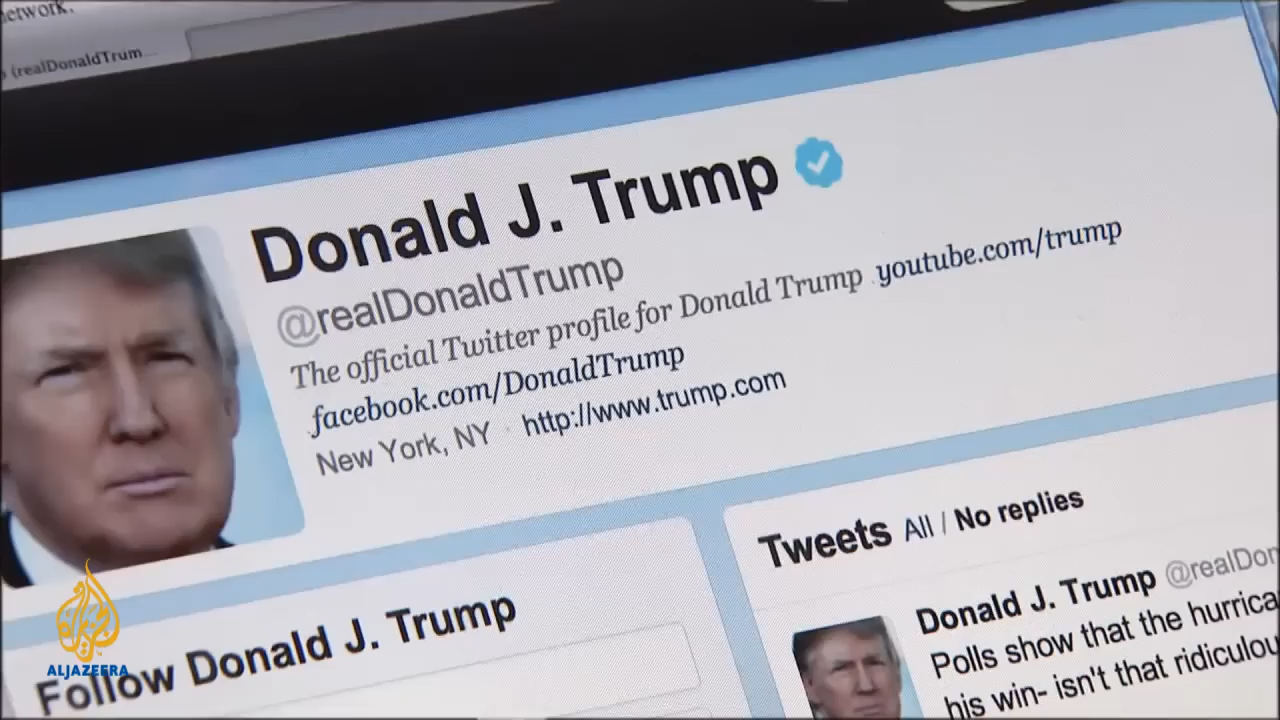 network.
(realDonaldTrum...
Donald J. Trump
@realDonaldTrump
The official Twitter profile for Donald Trump youtube.com/trump
facebook.com/DonaldTrump
New York, NY · http://www.trump.com
Follow Donald J. Trump
Tweets All / No replies
Donald J. Trump @realDon
Polls show that the hurrica
his win- isn't that ridiculou
ALJAZEERA